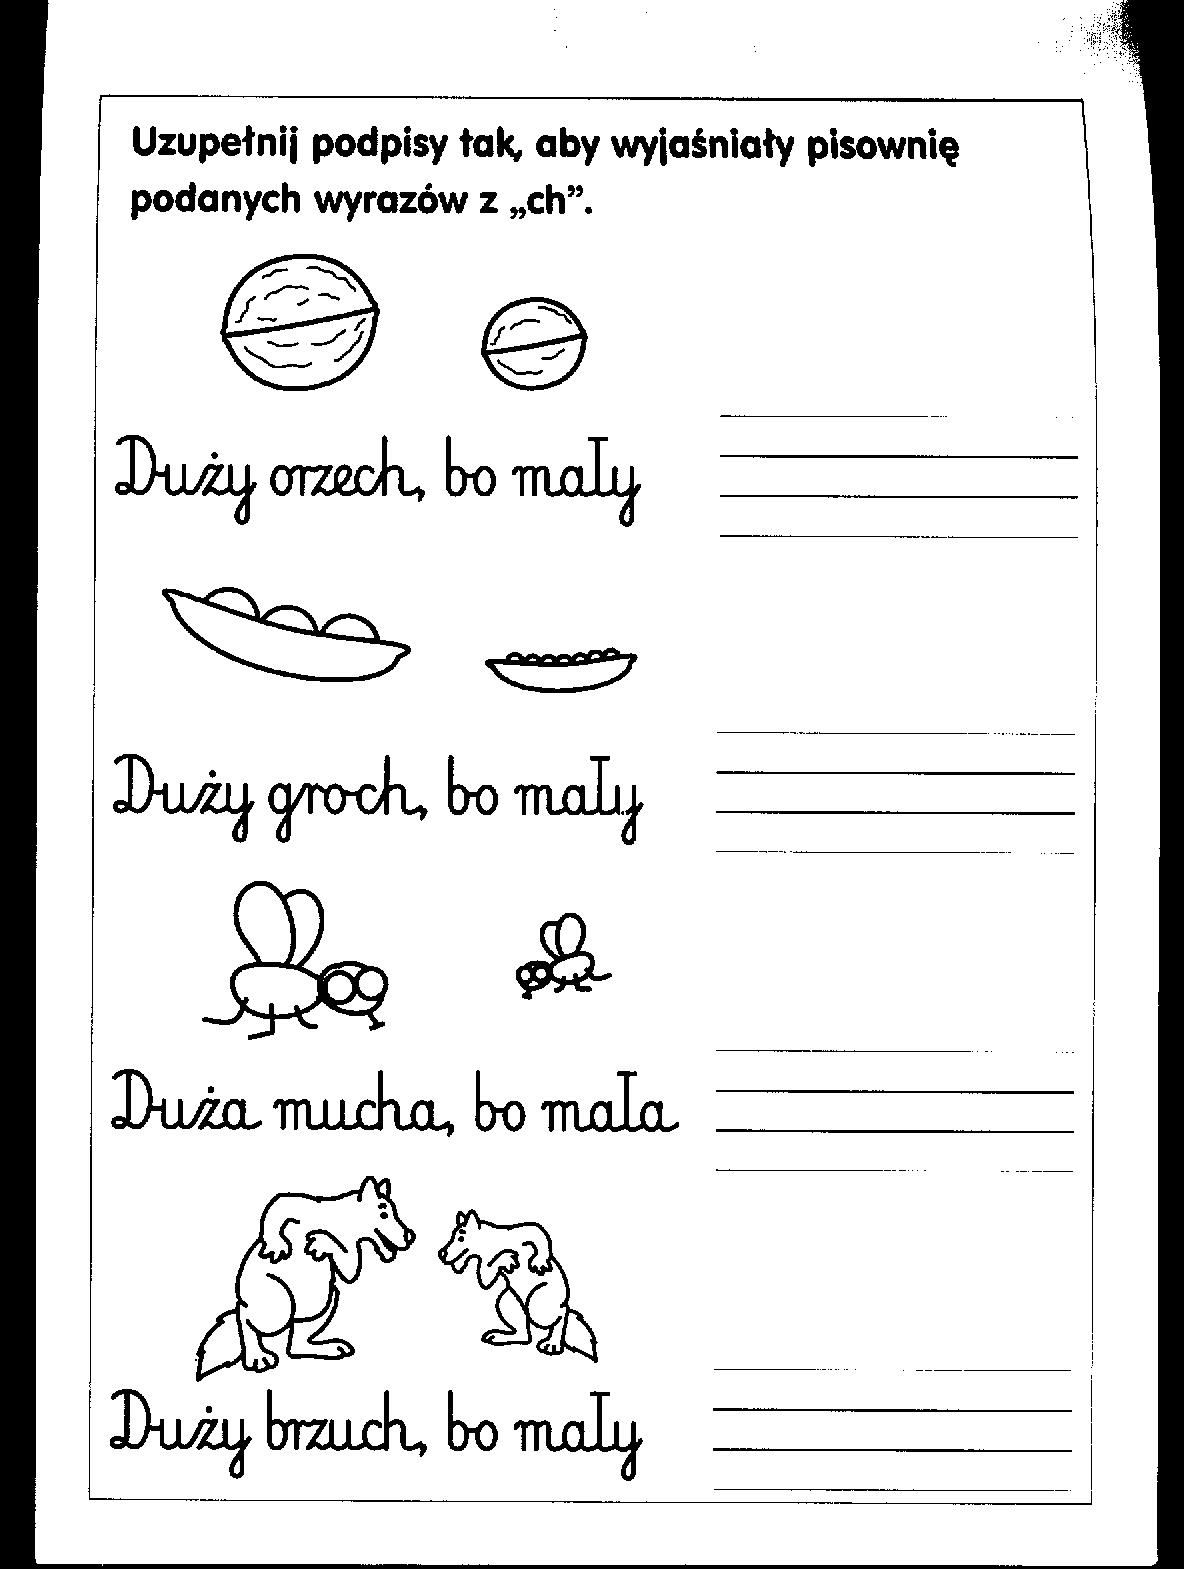 Uzupełnij podpisy tak, aby wyjaśniały pisownię
podanych wyrazów z „ch”.
Duży orzech, bo mały
Duży groch, bo mały
Duża mucha, bo mała
Duży brzuch, bo mały